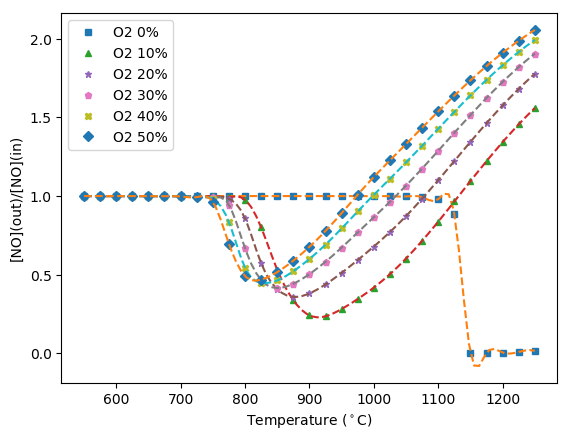 O2 0%
O2 10%
O2 20%
O2 30%
O2 40%
O2 50%
[NO](out)/[NO](in)
2.0
1.5
1.0
0.5
0.0
600 700 800 900 1000 1100 1200
Temperature (°C)